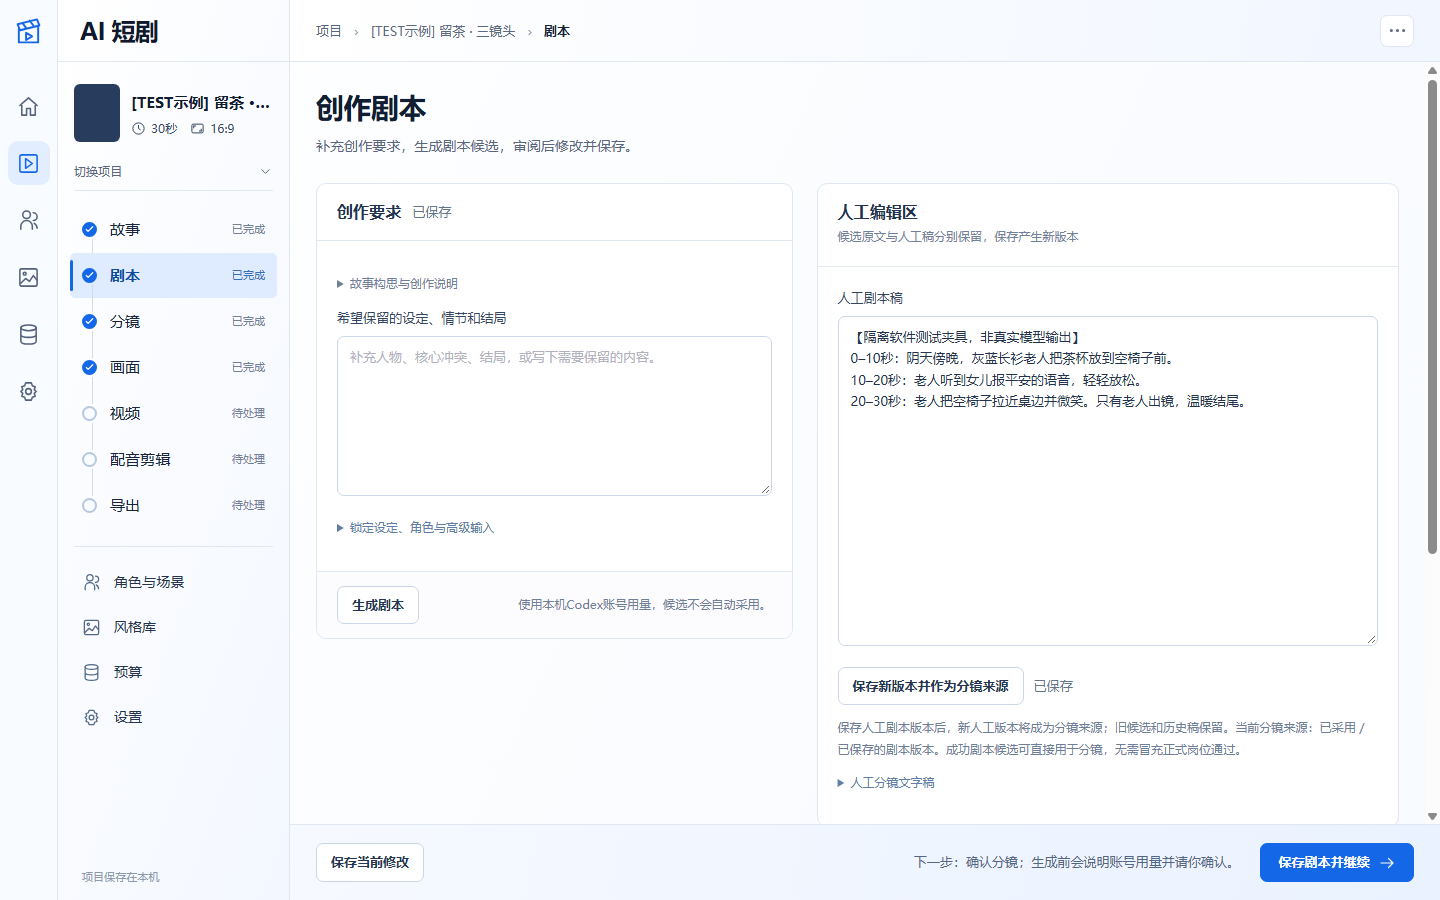 AI 短剧
项目 › [TEST示例] 留茶 · 三镜头 › 剧本
[TEST示例] 留茶 •...
30秒 16:9
切换项目
故事 已完成
剧本 已完成
分镜 已完成
画面 已完成
视频 待处理
配音剪辑 待处理
导出 待处理
角色与场景
风格库
预算
设置
项目保存在本机
创作剧本
补充创作要求，生成剧本候选，审阅后修改并保存。
创作要求 已保存
故事构思与创作说明
希望保留的设定、情节和结局
补充人物、核心冲突、结局，或写下需要保留的内容。
锁定设定、角色与高级输入
生成剧本 使用本机Codex账号用量，候选不会自动采用。
人工编辑区
候选原文与人工稿分别保留，保存产生新版本
人工剧本稿
【隔离软件测试夹具，非真实模型输出】
0–10秒：阴天傍晚，灰蓝长衫老人把茶杯放到空椅子前。
10–20秒：老人听到女儿报平安的语音，轻轻放松。
20–30秒：老人把空椅子拉近桌边并微笑。只有老人出镜，温暖结尾。
保存新版本并作为分镜来源 已保存
保存人工剧本版本后，新人工版本将成为分镜来源；旧候选和历史稿保留。当前分镜来源：已采用 /
已保存的剧本版本。成功剧本候选可直接用于分镜，无需冒充正式岗位通过。
人工分镜文字稿
保存当前修改 下一步：确认分镜；生成前会说明账号用量并请你确认。 保存剧本并继续